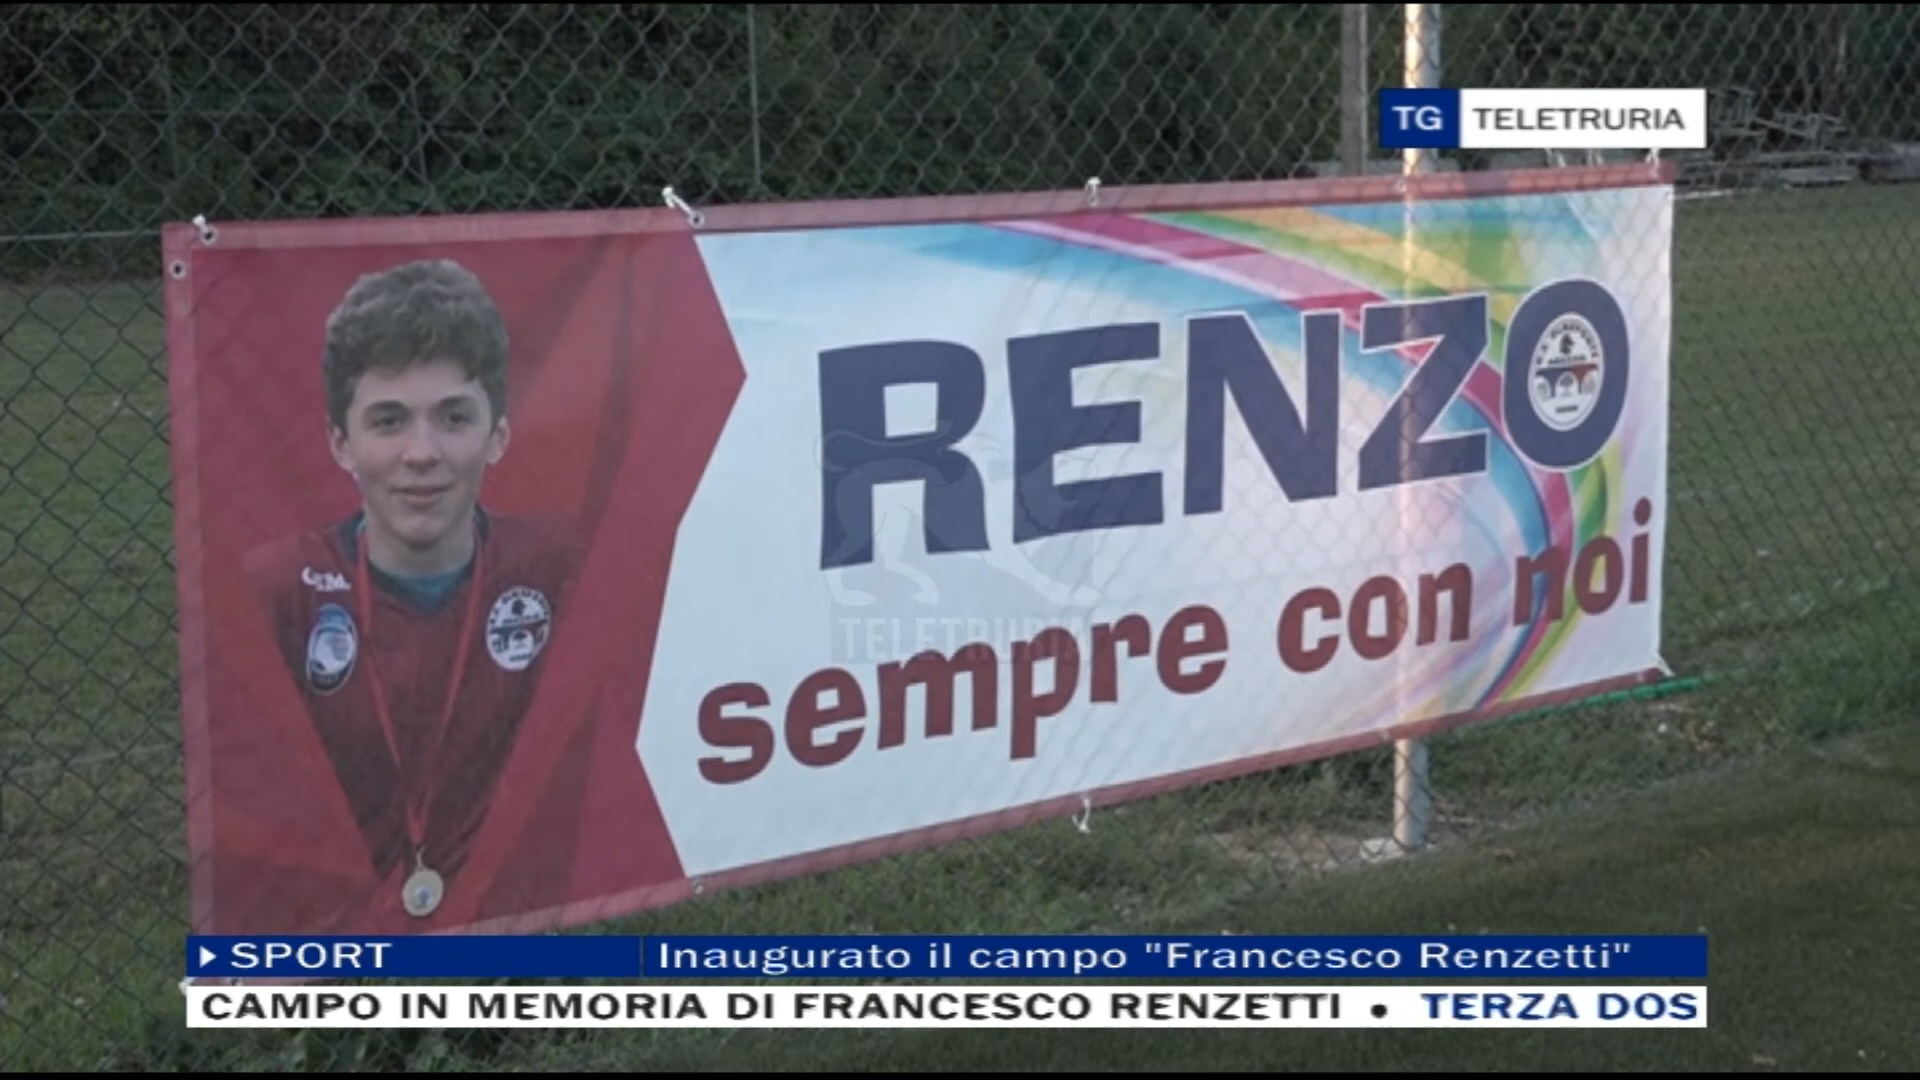 TG TELETRURIA
RENZO
sempre con noi
TELETRURIA
SPORT Inaugurato il campo "Francesco Renzetti"
CAMPO IN MEMORIA DI FRANCESCO RENZETTI • TERZA DOS